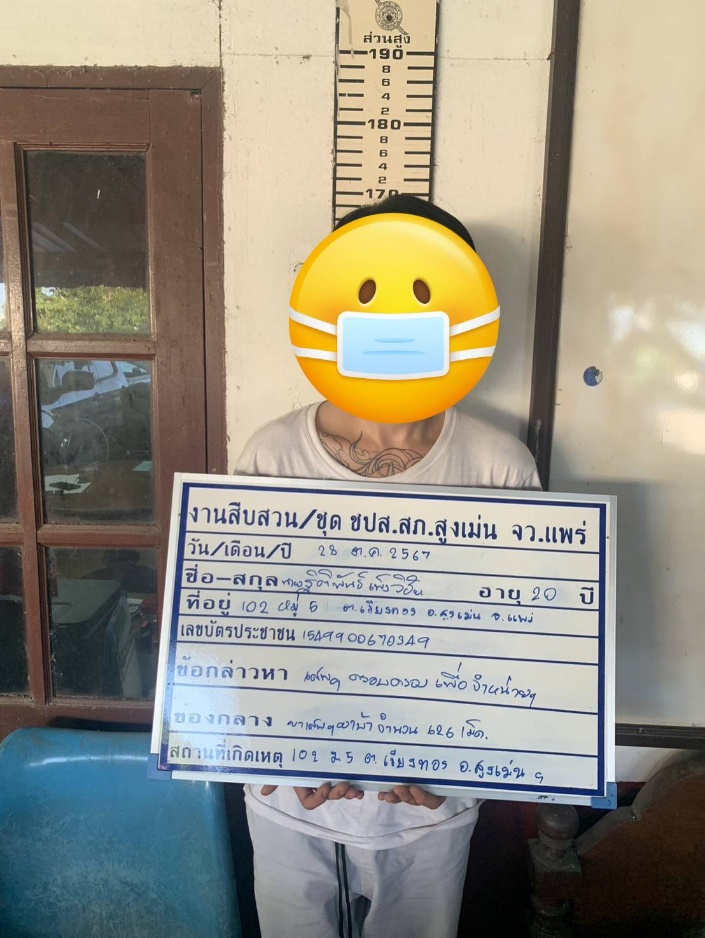 ส่วนสูง
190
8
6
4
2
180
8
6
4
2
170
งานสืบสวน/ชุด ชปส.สภ.สูงเม่น จว.แพร่
วัน/เดือน/ปี 28 ต.ค. 2567
ชื่อ-สกุล อายุ 20 ปี
ที่อยู่ 102 หมู่ 5 ต.เวียงทอง อ.สูงเม่น จ.แพร่
เลขบัตรประชาชน
ข้อกล่าวหา เสพฯ ครอบครอง เพื่อจำหน่ายฯ
ของกลาง ยาเสพฯยาบ้า จำนวน 626 เม็ด.
สถานที่เกิดเหตุ 102 ม.5 ต.เวียงทอง อ.สูงเม่น ฯ